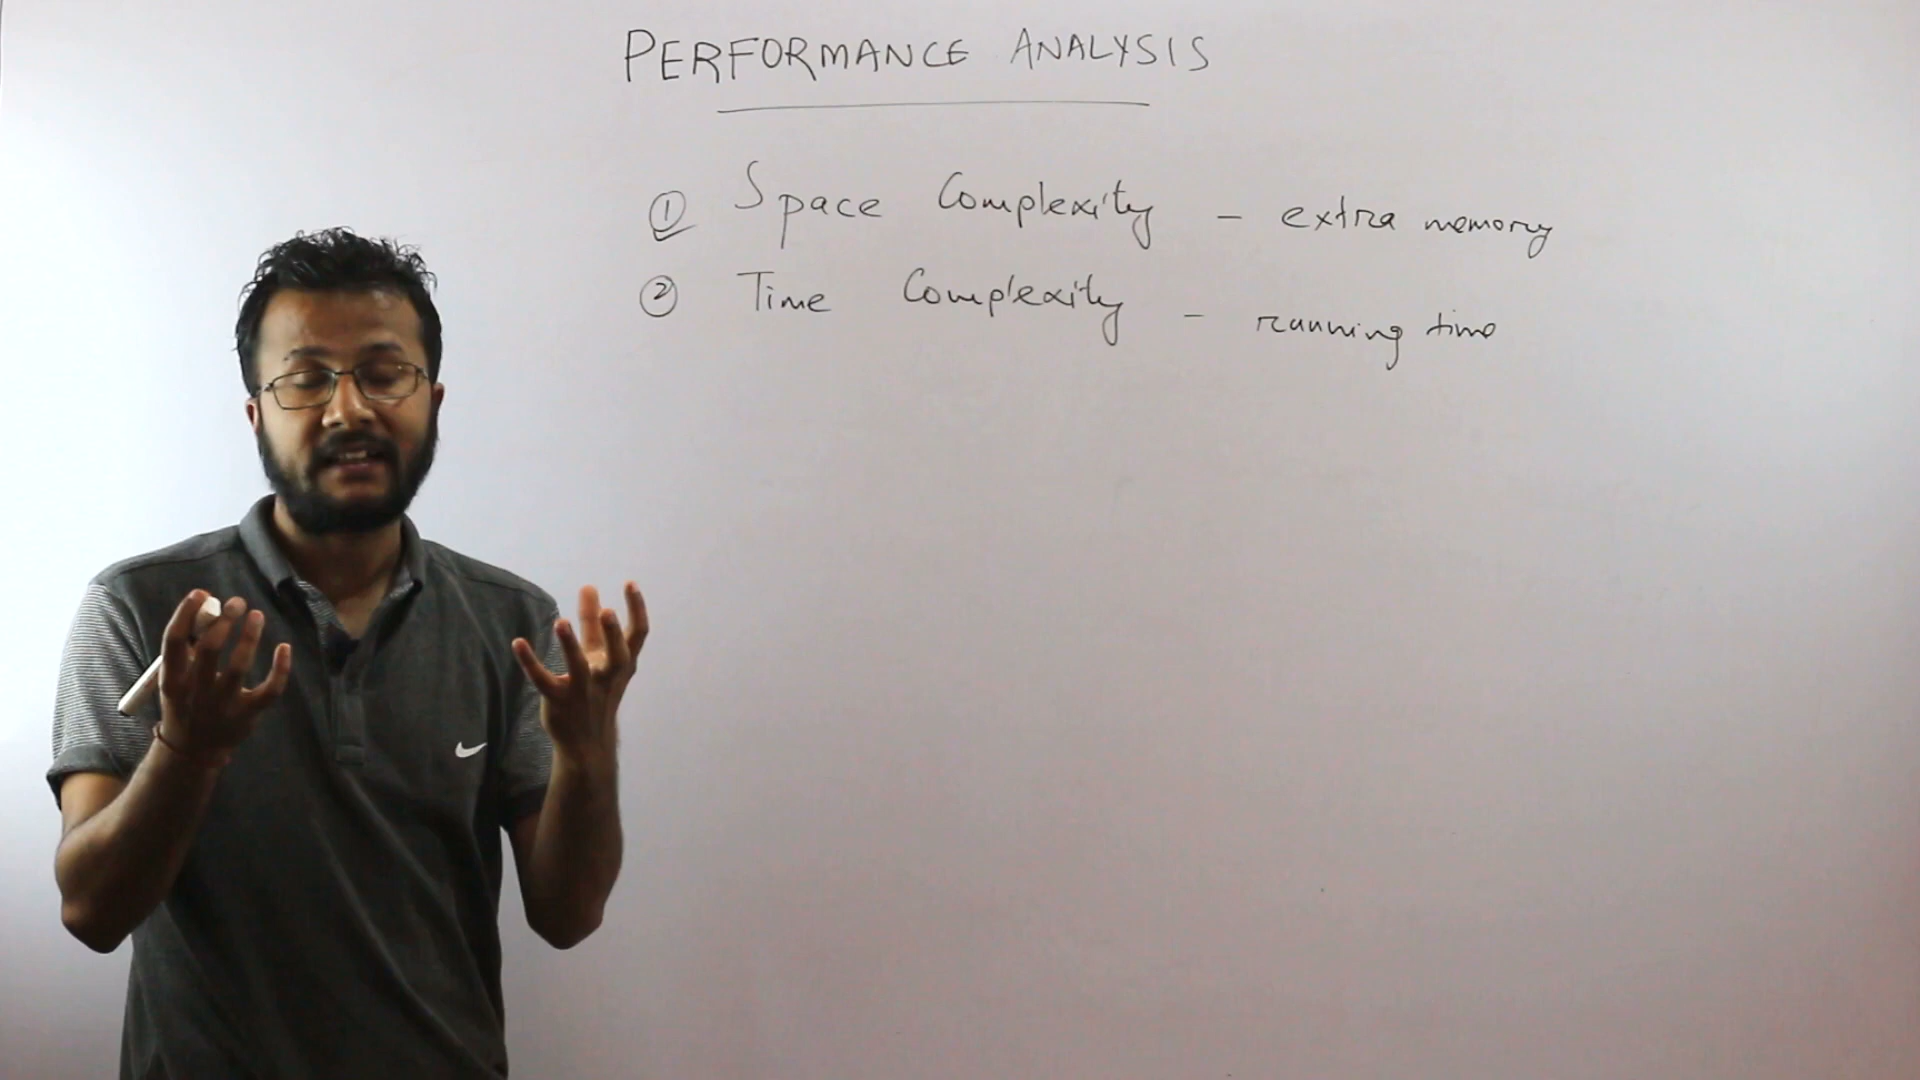 PERFORMANCE ANALYSIS
① Space Complexity - extra memory
② Time Complexity - running time